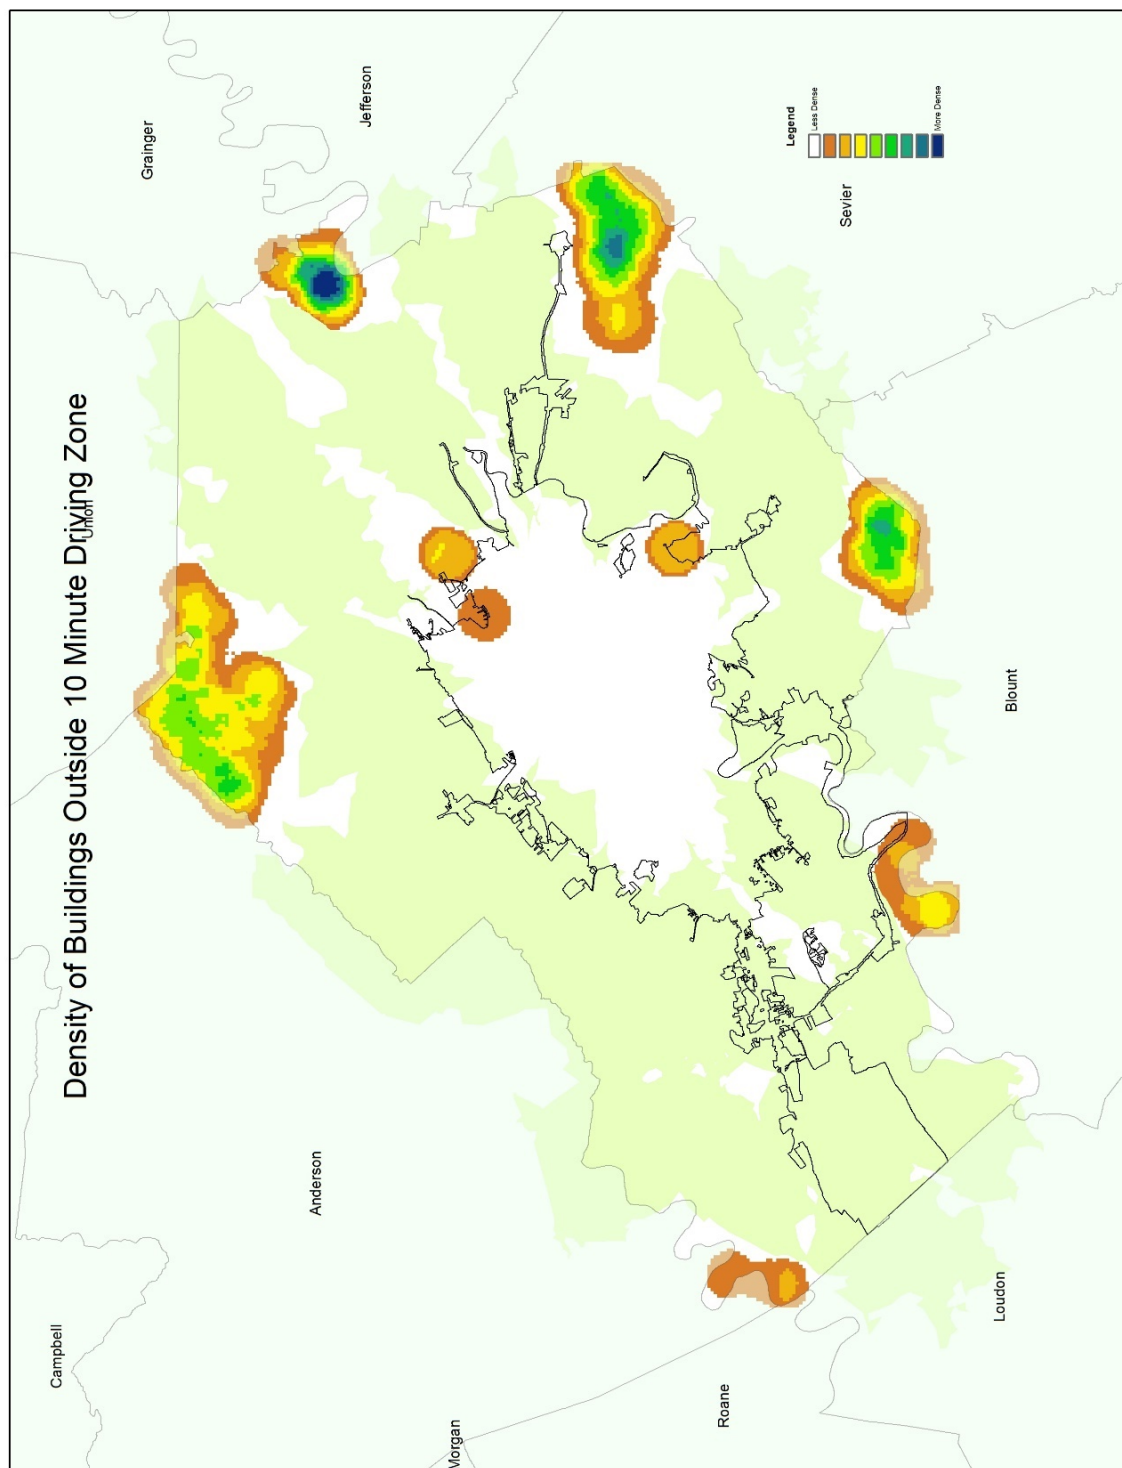 Density of Buildings Outside 10 Minute Driving Zone
Campbell
Morgan
Anderson
Roane
Union
Grainger
Jefferson
Loudon
Blount
Sevier
Legend
Less Dense
More Dense